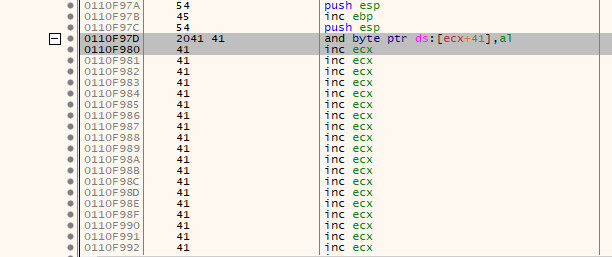 0110F97A 54 push esp
0110F97B 45 inc ebp
0110F97C 54 push esp
0110F97D 2041 41 and byte ptr ds:[ecx+41],al
0110F980 41 inc ecx
0110F981 41 inc ecx
0110F982 41 inc ecx
0110F983 41 inc ecx
0110F984 41 inc ecx
0110F985 41 inc ecx
0110F986 41 inc ecx
0110F987 41 inc ecx
0110F988 41 inc ecx
0110F989 41 inc ecx
0110F98A 41 inc ecx
0110F98B 41 inc ecx
0110F98C 41 inc ecx
0110F98D 41 inc ecx
0110F98E 41 inc ecx
0110F98F 41 inc ecx
0110F990 41 inc ecx
0110F991 41 inc ecx
0110F992 41 inc ecx